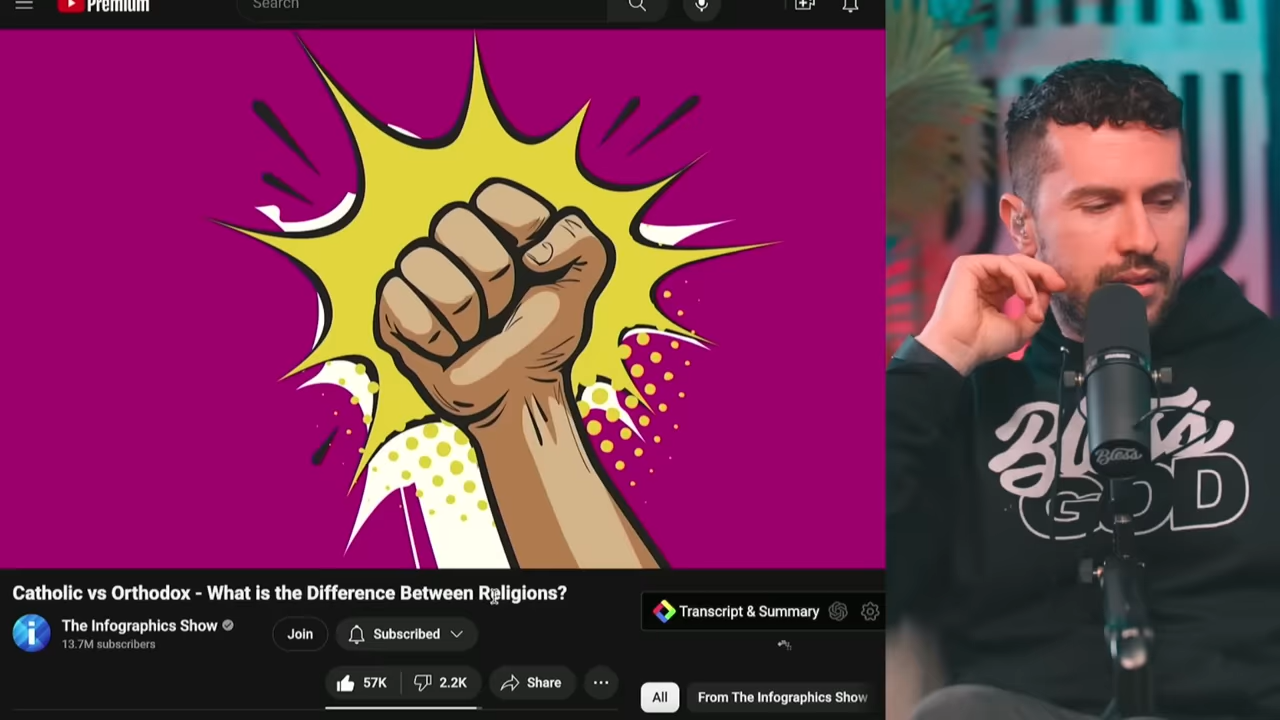 Premium
Search
Catholic vs Orthodox - What is the Difference Between Religions?
The Infographics Show
13.7M subscribers
Join
Subscribed
Transcript & Summary
57K
2.2K
Share
All
From The Infographics Show
Bless
GOD
Bless